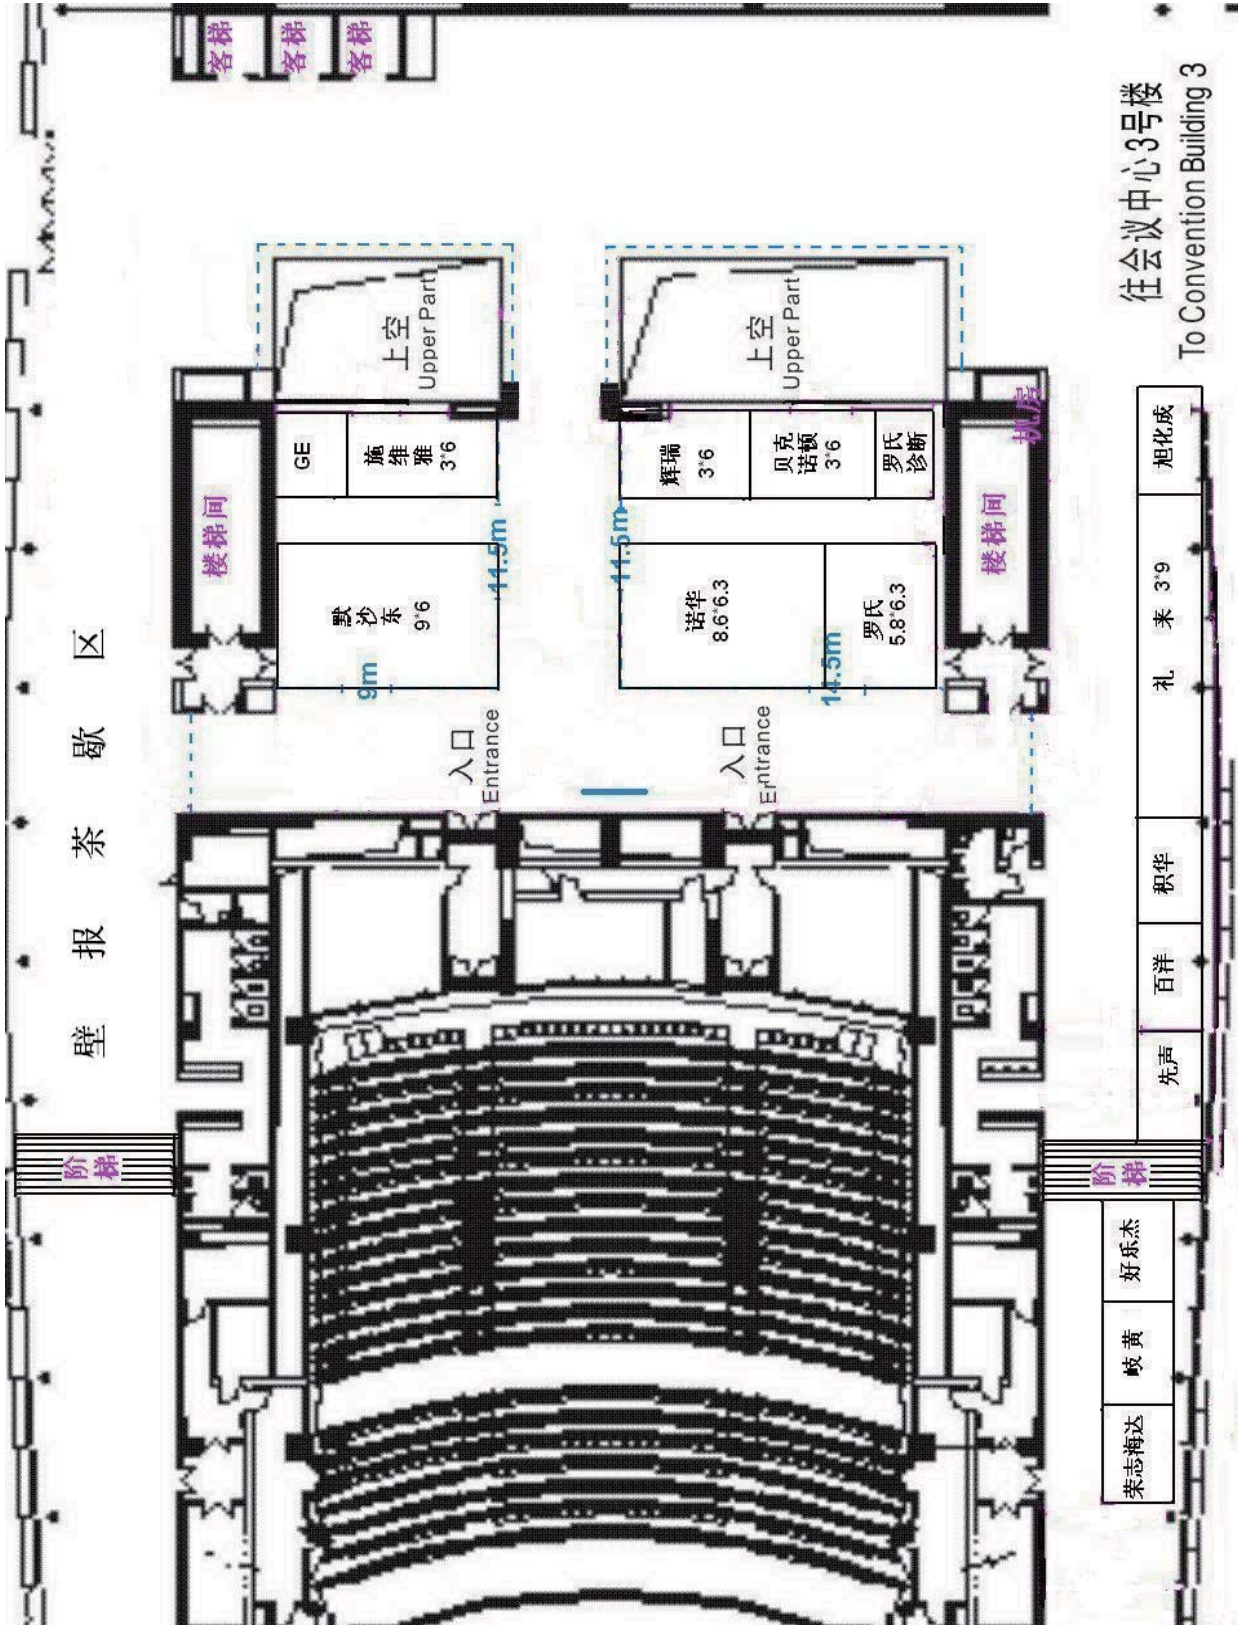 客梯
客梯
客梯
往会议中心3号楼
To Convention Building 3
上空
Upper Part
上空
Upper Part
GE
施
维
雅
3*6
辉瑞
3*6
贝克
诺顿
3*6
罗氏
诊断
机房
旭化成
楼梯间
11.5m
11.5m
楼梯间
默
沙
东
9*6
诺华
8.6*6.3
罗氏
5.8*6.3
礼 来 3*9
9m
14.5m
入口
Entrance
入口
Entrance
壁 报 茶 歇 区
积华
百洋
先声
阶
梯
阶
梯
好乐杰
岐黄
荣志海达